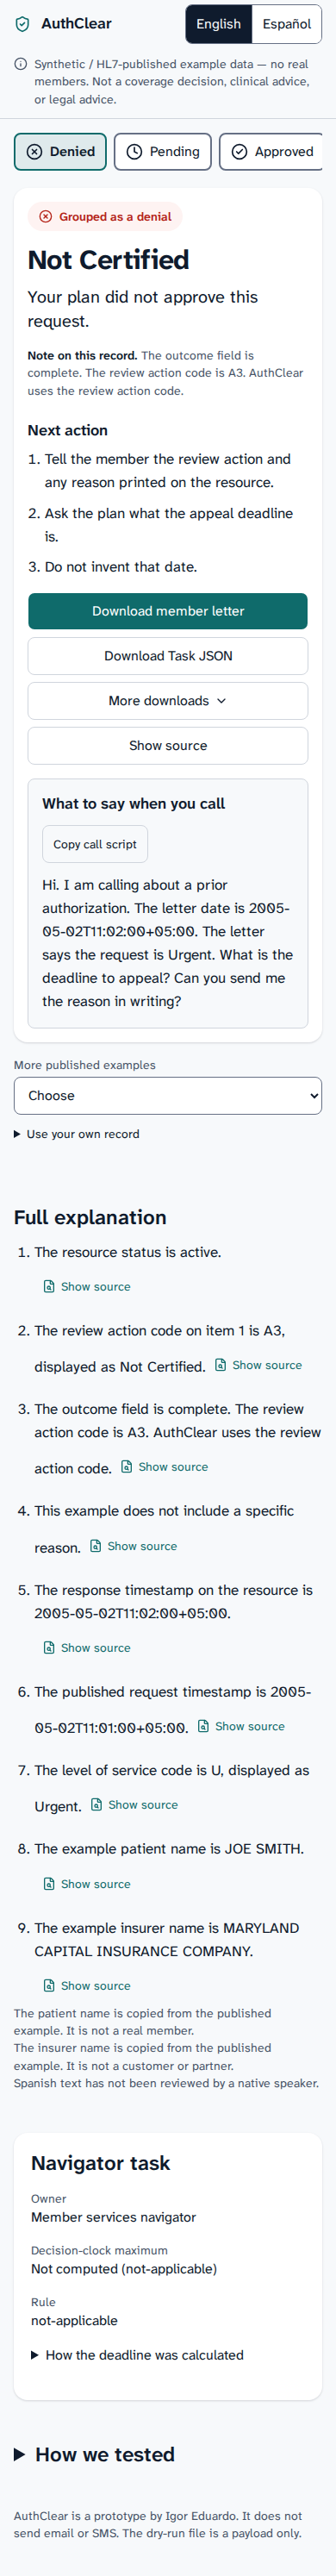 AuthClear
English
Español
Synthetic / HL7-published example data — no real
members. Not a coverage decision, clinical advice,
or legal advice.
Denied
Pending
Approved
Grouped as a denial
Not Certified
Your plan did not approve this
request.
Note on this record. The outcome field is
complete. The review action code is A3. AuthClear
uses the review action code.
Next action
1. Tell the member the review action and
any reason printed on the resource.
2. Ask the plan what the appeal deadline
is.
3. Do not invent that date.
Download member letter
Download Task JSON
More downloads
Show source
What to say when you call
Copy call script
Hi. I am calling about a prior
authorization. The letter date is 2005-
05-02T11:02:00+05:00. The letter
says the request is Urgent. What is the
deadline to appeal? Can you send me
the reason in writing?
More published examples
Choose
Use your own record
Full explanation
1. The resource status is active.
Show source
2. The review action code on item 1 is A3,
displayed as Not Certified. Show source
3. The outcome field is complete. The review
action code is A3. AuthClear uses the review
action code. Show source
4. This example does not include a specific
reason. Show source
5. The response timestamp on the resource is
2005-05-02T11:02:00+05:00.
Show source
6. The published request timestamp is 2005-
05-02T11:01:00+05:00. Show source
7. The level of service code is U, displayed as
Urgent. Show source
8. The example patient name is JOE SMITH.
Show source
9. The example insurer name is MARYLAND
CAPITAL INSURANCE COMPANY.
Show source
The patient name is copied from the published
example. It is not a real member.
The insurer name is copied from the published
example. It is not a customer or partner.
Spanish text has not been reviewed by a native speaker.
Navigator task
Owner
Member services navigator
Decision-clock maximum
Not computed (not-applicable)
Rule
not-applicable
How the deadline was calculated
How we tested
AuthClear is a prototype by Igor Eduardo. It does not
send email or SMS. The dry-run file is a payload only.